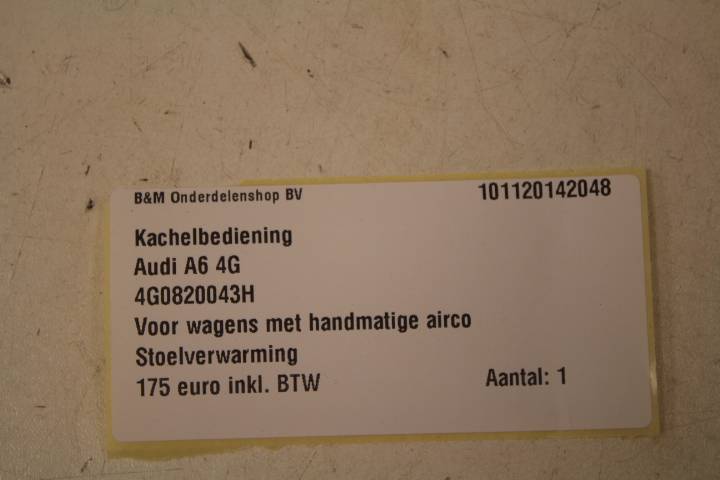 B&M Onderdelenshop BV 101120142048
Kachelbediening
Audi A6 4G
4G0820043H
Voor wagens met handmatige airco
Stoelverwarming
175 euro inkl. BTW Aantal: 1